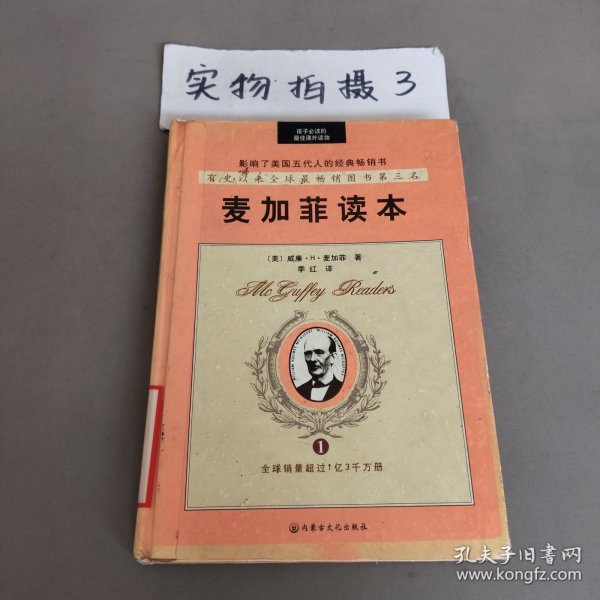 实物拍摄3
孩子必读的
最佳课外读物
影响了美国五代人的经典畅销书
有史以来全球最畅销图书第三名
麦加菲读本
〔美〕威廉·H·麦加菲 著
李红 译
Mc Guffey Readers
1
全球销量超过1亿3千万册
内蒙古文化出版社
孔夫子旧书网
www.kongfz.com